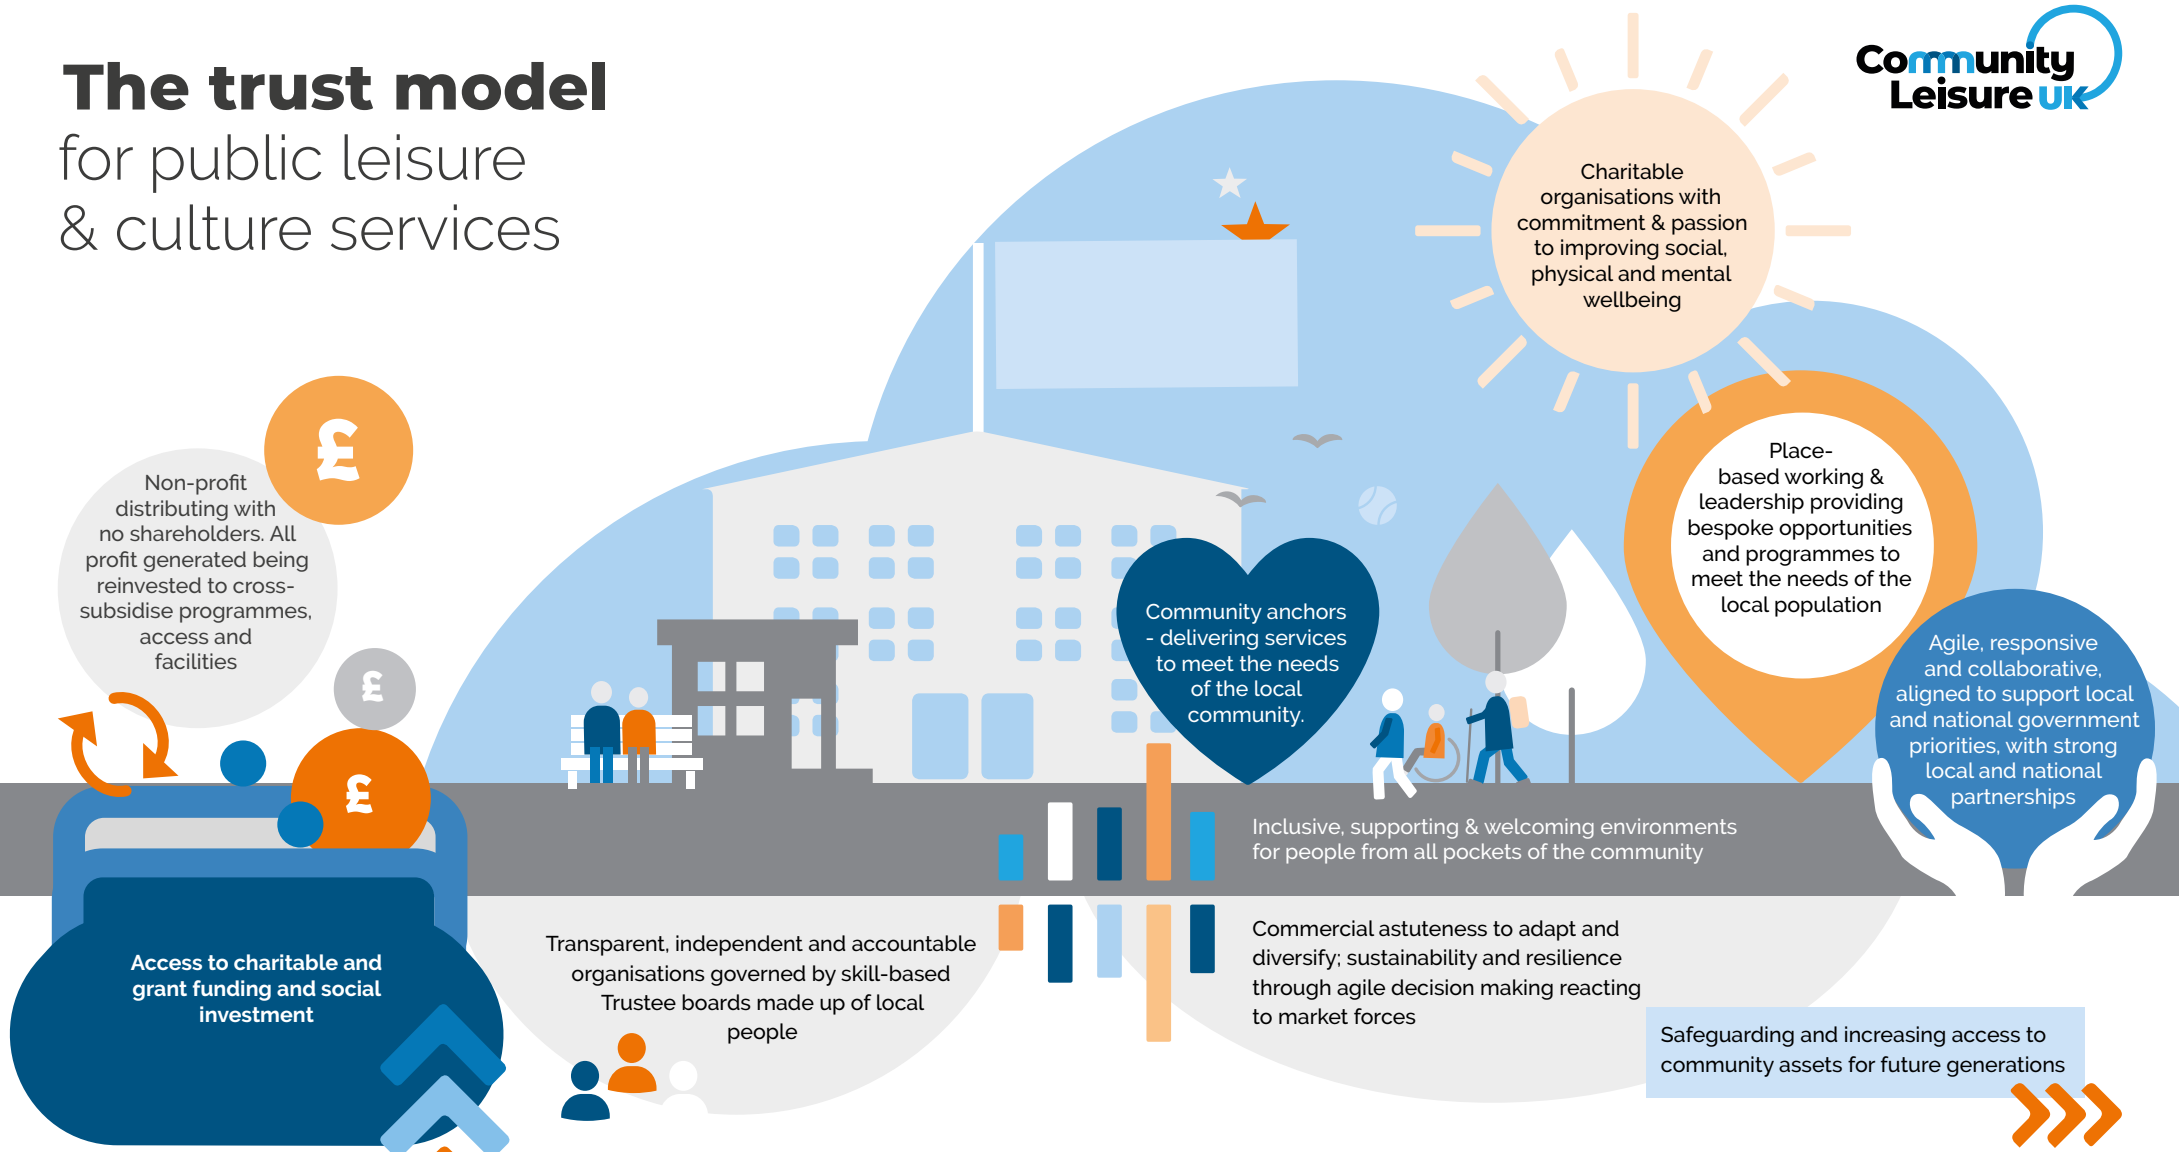 The trust model
for public leisure
& culture services
Community
Leisure UK
Charitable
organisations with
commitment & passion
to improving social,
physical and mental
wellbeing
£
Non-profit
distributing with
no shareholders. All
profit generated being
reinvested to cross-
subsidise programmes,
access and
facilities
£
£
Place-
based working &
leadership providing
bespoke opportunities
and programmes to
meet the needs of the
local population
Community anchors
- delivering services
to meet the needs
of the local
community.
Agile, responsive
and collaborative,
aligned to support local
and national government
priorities, with strong
local and national
partnerships
Inclusive, supporting & welcoming environments
for people from all pockets of the community
Access to charitable and
grant funding and social
investment
Transparent, independent and accountable
organisations governed by skill-based
Trustee boards made up of local
people
Commercial astuteness to adapt and
diversify; sustainability and resilience
through agile decision making reacting
to market forces
Safeguarding and increasing access to
community assets for future generations